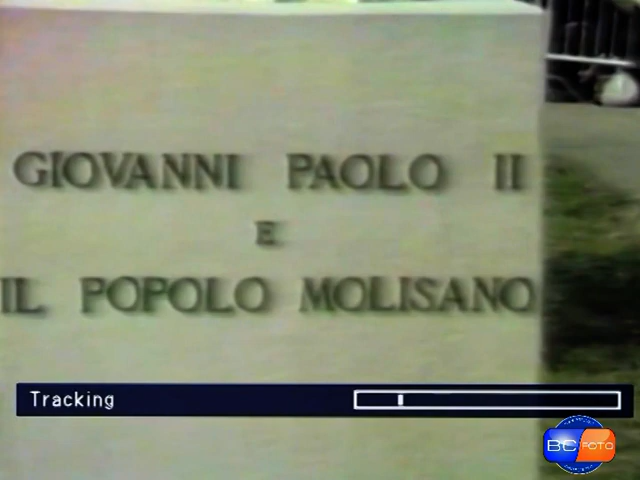 GIOVANNI PAOLO II
E
IL POPOLO MOLISANO
Tracking
BC FOTO